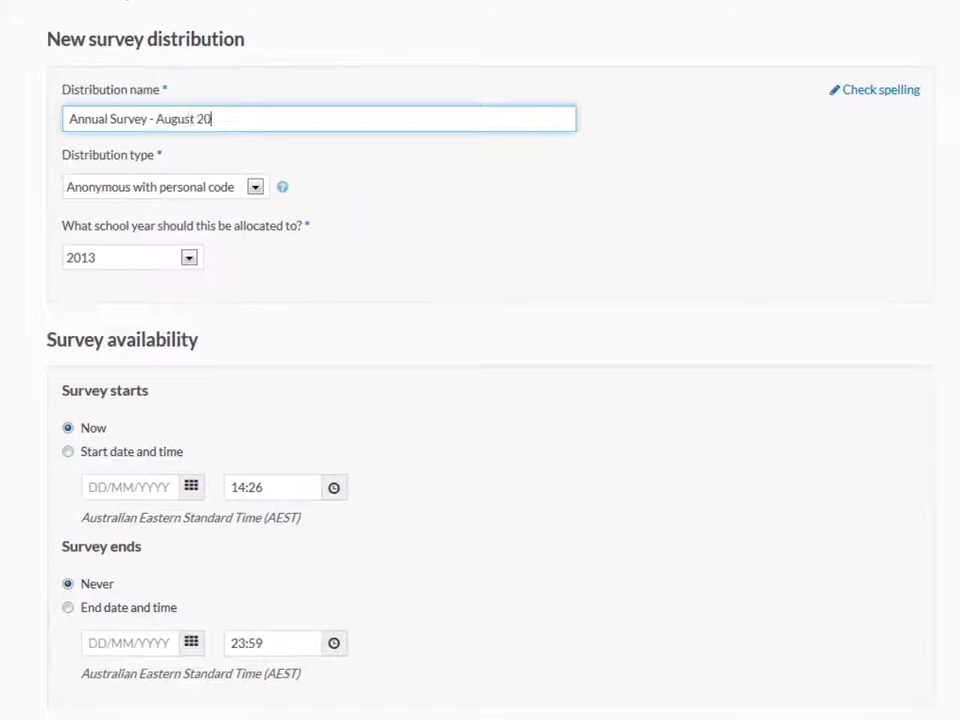 New survey distribution
Distribution name *
Check spelling
Annual Survey - August 20
Distribution type *
Anonymous with personal code
?
What school year should this be allocated to? *
2013
Survey availability
Survey starts
Now
Start date and time
DD/MM/YYYY 14:26
Australian Eastern Standard Time (AEST)
Survey ends
Never
End date and time
DD/MM/YYYY 23:59
Australian Eastern Standard Time (AEST)